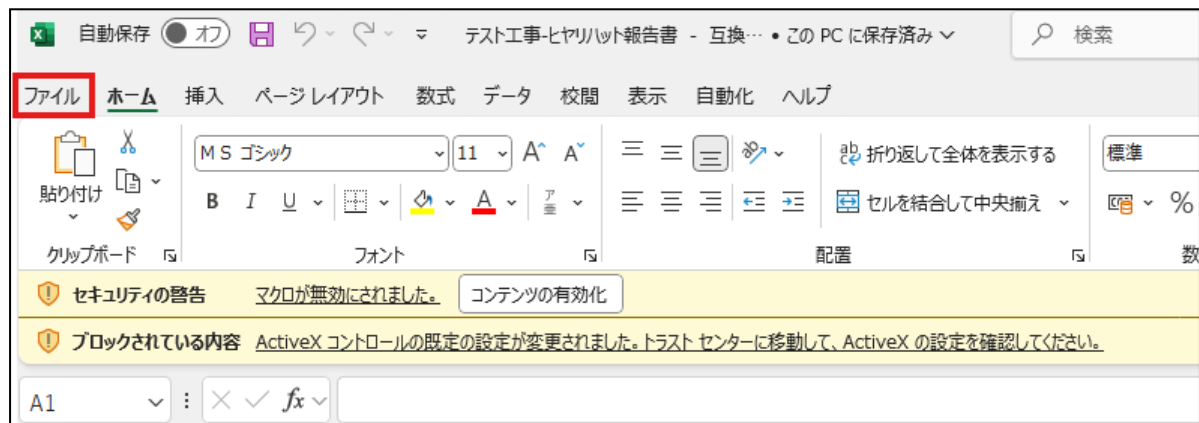 自動保存 オフ テスト工事-ヒヤリハット報告書 - 互換… • この PC に保存済み 検索
ファイル ホーム 挿入 ページ レイアウト 数式 データ 校閲 表示 自動化 ヘルプ
MS ゴシック 11 A A ab 折り返して全体を表示する 標準
貼り付け B I U A ア亜 セルを結合して中央揃え %
クリップボード フォント 配置 数
セキュリティの警告 マクロが無効にされました。 コンテンツの有効化
ブロックされている内容 ActiveX コントロールの既定の設定が変更されました。トラスト センターに移動して、ActiveX の設定を確認してください。
A1 fx